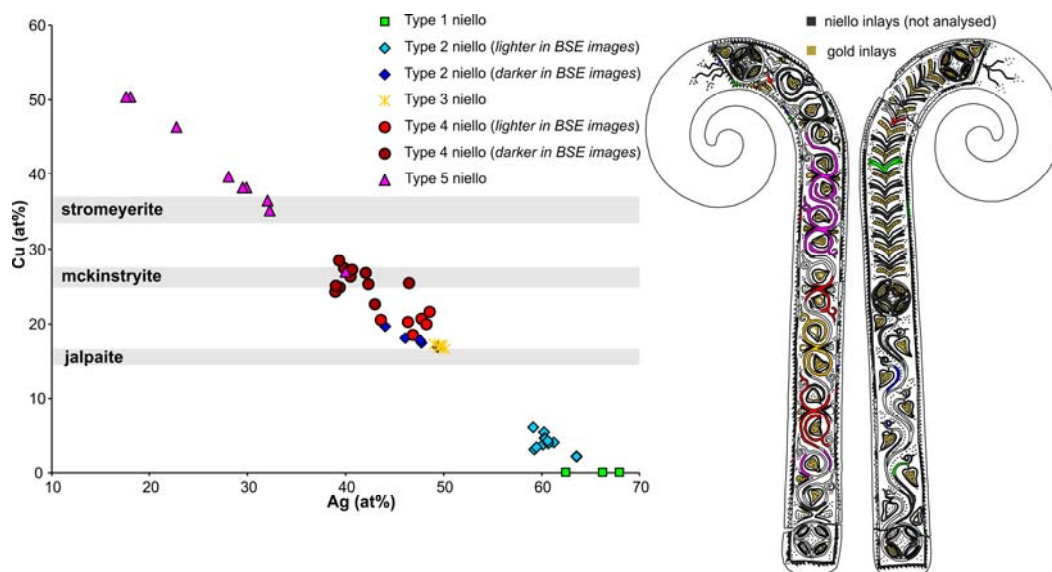 Type 1 niello
Type 2 niello (lighter in BSE images)
Type 2 niello (darker in BSE images)
Type 3 niello
Type 4 niello (lighter in BSE images)
Type 4 niello (darker in BSE images)
Type 5 niello
niello inlays (not analysed)
gold inlays
Cu (at%)
60
50
40
30
20
10
0
stromeyerite
mckinstryite
jalpaite
10
20
30
40
50
60
70
Ag (at%)